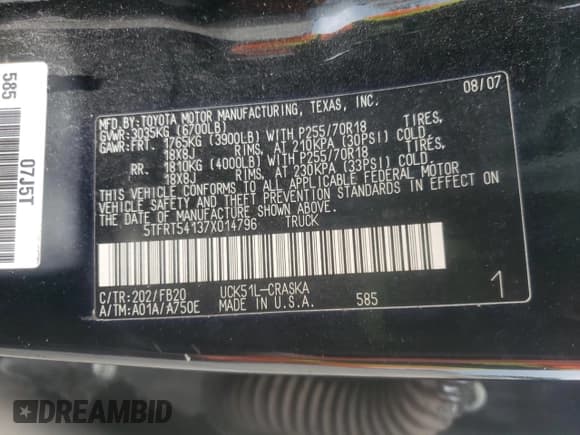 585 07J5T
08/07
MFD.BY:TOYOTA MOTOR MANUFACTURING, TEXAS, INC.
GVWR:3035KG (6700LB)
GAWR:FRT. 1765KG (3900LB) WITH P255/70R18 TIRES,
18X8J RIMS, AT 210KPA (30PSI) COLD.
RR. 1810KG (4000LB) WITH P255/70R18 TIRES,
18X8J RIMS, AT 230KPA (33PSI) COLD.
THIS VEHICLE CONFORMS TO ALL APPLICABLE FEDERAL MOTOR
VEHICLE SAFETY AND THEFT PREVENTION STANDARDS IN EFFECT ON
THE DATE OF MANUFACTURE SHOWN ABOVE.
5TFRT54137X014796 TRUCK
C/TR:202/FB20 UCK51L-CRASKA
A/TM:A01A/A750E MADE IN U.S.A. 585 1
DREAMBID